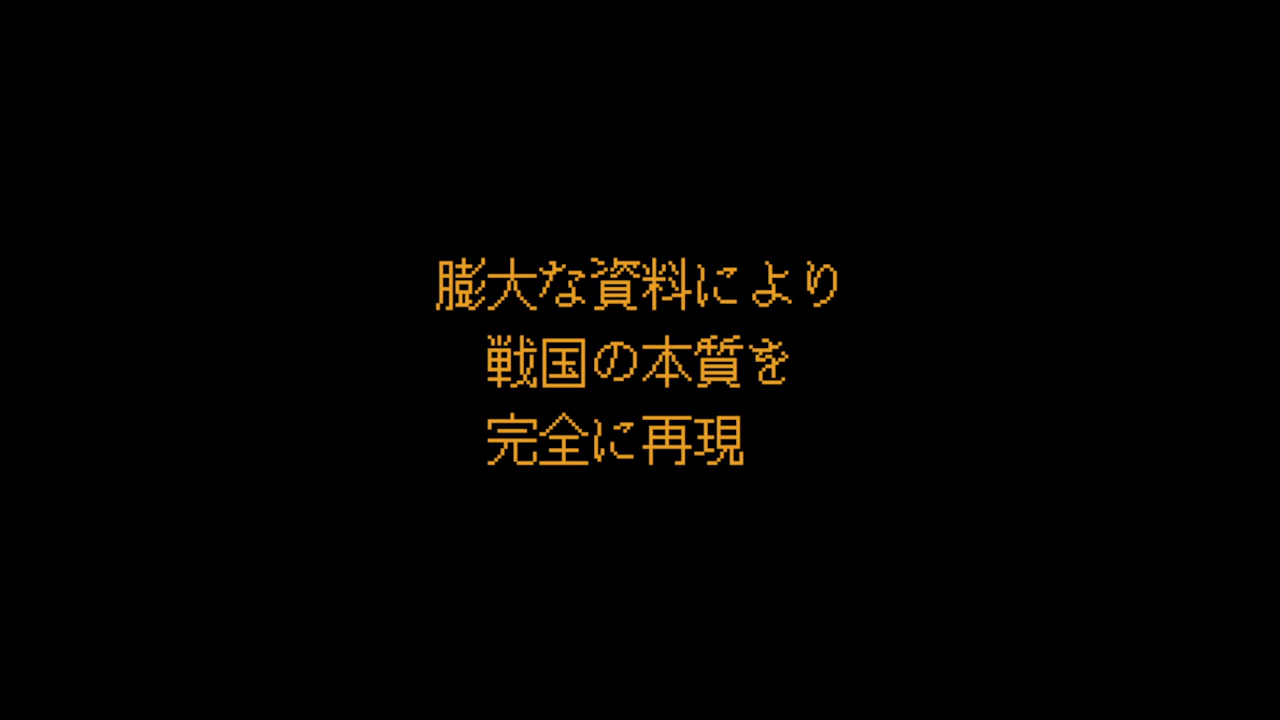 膨大な資料により
戦国の本質を
完全に再現